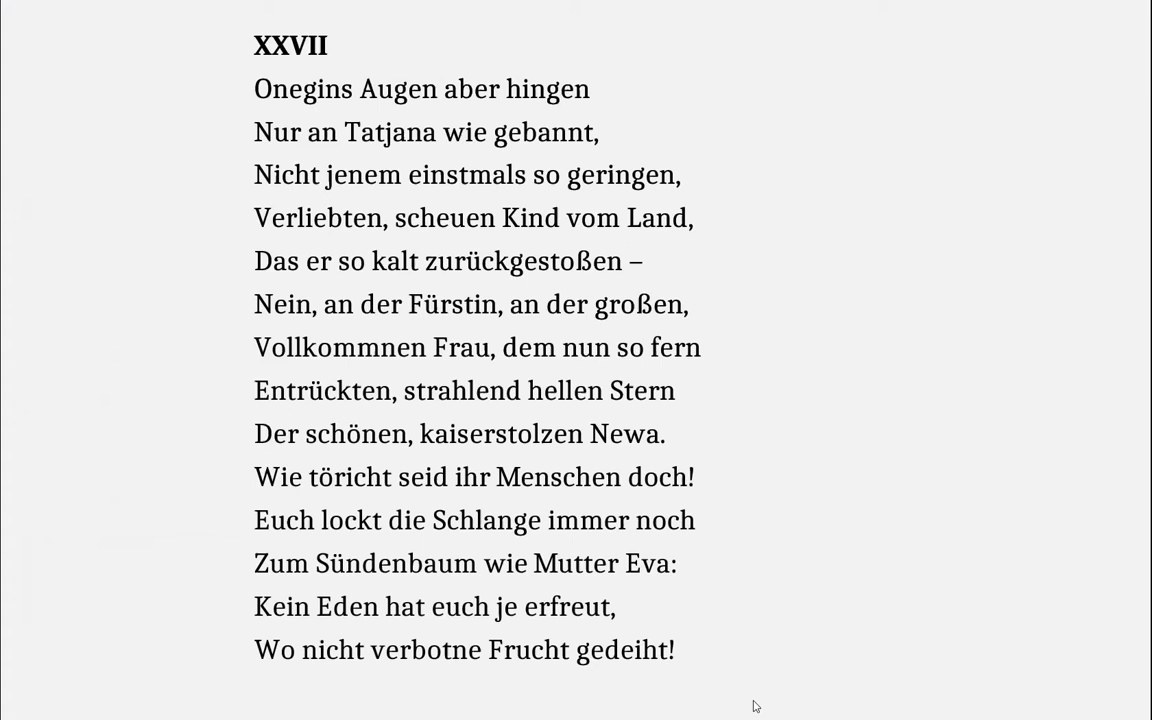 XXVII
Onegins Augen aber hingen
Nur an Tatjana wie gebannt,
Nicht jenem einstmals so geringen,
Verliebten, scheuen Kind vom Land,
Das er so kalt zurückgestoßen –
Nein, an der Fürstin, an der großen,
Vollkommnen Frau, dem nun so fern
Entrückten, strahlend hellen Stern
Der schönen, kaiserstolzen Newa.
Wie töricht seid ihr Menschen doch!
Euch lockt die Schlange immer noch
Zum Sündenbaum wie Mutter Eva:
Kein Eden hat euch je erfreut,
Wo nicht verbotne Frucht gedeiht!